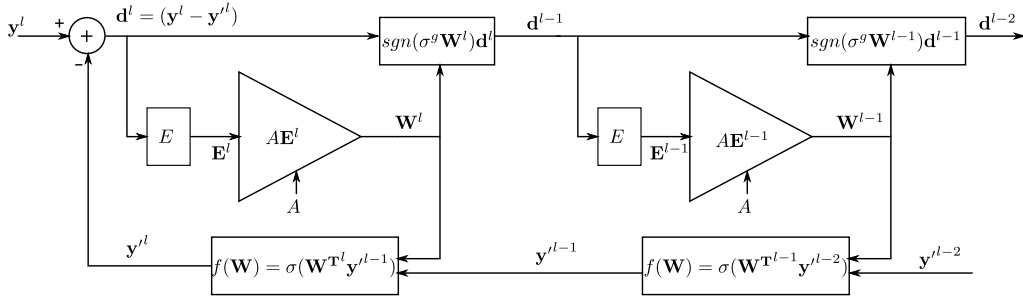 𝐲^l
+
+
−
𝐝^l = (𝐲^l − 𝐲′^l)
sgn(σ^g 𝐖^l)𝐝^l
𝐝^{l−1}
sgn(σ^g 𝐖^{l−1})𝐝^{l−1}
𝐝^{l−2}
E
𝐄^l
A𝐄^l
𝐖^l
A
E
𝐄^{l−1}
A𝐄^{l−1}
𝐖^{l−1}
A
𝐲′^l
f(𝐖) = σ(𝐖^{𝐓^l} 𝐲′^{l−1})
𝐲′^{l−1}
f(𝐖) = σ(𝐖^{𝐓^{l−1}} 𝐲′^{l−2})
𝐲′^{l−2}